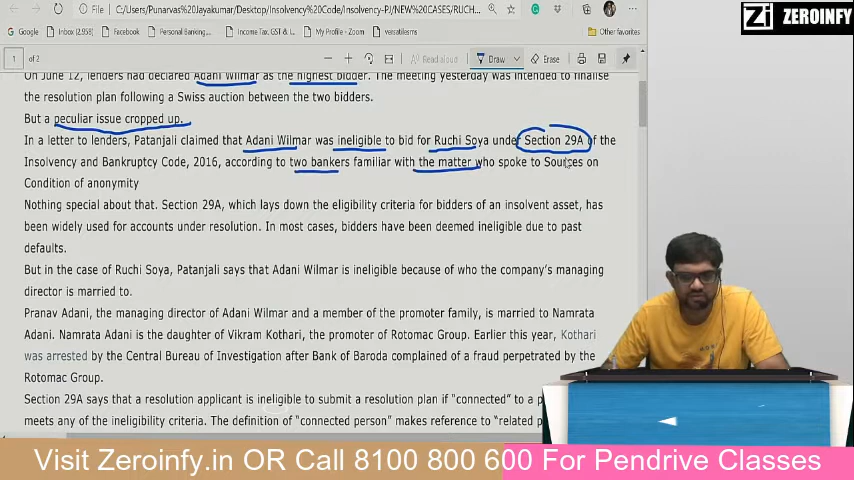 C:/Users/Punarvas%20Jayakumar/Desktop/Insolvency%20Code/Insolvency-PJ/NEW%20CASES/RUCH...
File
Google
Inbox (2,958)
Facebook
Personal Banking...
Income Tax, GST & I...
My Profile - Zoom
versatilesms
Other favorites
1
of 2
Draw
Erase
Zi ZEROINFY
On June 12, lenders had declared Adani Wilmar as the highest bidder. The meeting yesterday was intended to finalise
the resolution plan following a Swiss auction between the two bidders.
But a peculiar issue cropped up.
In a letter to lenders, Patanjali claimed that Adani Wilmar was ineligible to bid for Ruchi Soya under Section 29A of the
Insolvency and Bankruptcy Code, 2016, according to two bankers familiar with the matter who spoke to Sources on
Condition of anonymity
Nothing special about that. Section 29A, which lays down the eligibility criteria for bidders of an insolvent asset, has
been widely used for accounts under resolution. In most cases, bidders have been deemed ineligible due to past
defaults.
But in the case of Ruchi Soya, Patanjali says that Adani Wilmar is ineligible because of who the company's managing
director is married to.
Pranav Adani, the managing director of Adani Wilmar and a member of the promoter family, is married to Namrata
Adani. Namrata Adani is the daughter of Vikram Kothari, the promoter of Rotomac Group. Earlier this year, Kothari
was arrested by the Central Bureau of Investigation after Bank of Baroda complained of a fraud perpetrated by the
Rotomac Group.
Section 29A says that a resolution applicant is ineligible to submit a resolution plan if "connected" to a p
meets any of the ineligibility criteria. The definition of "connected person" makes reference to "related p
Visit Zeroinfy.in OR Call 8100 800 600 For Pendrive Classes